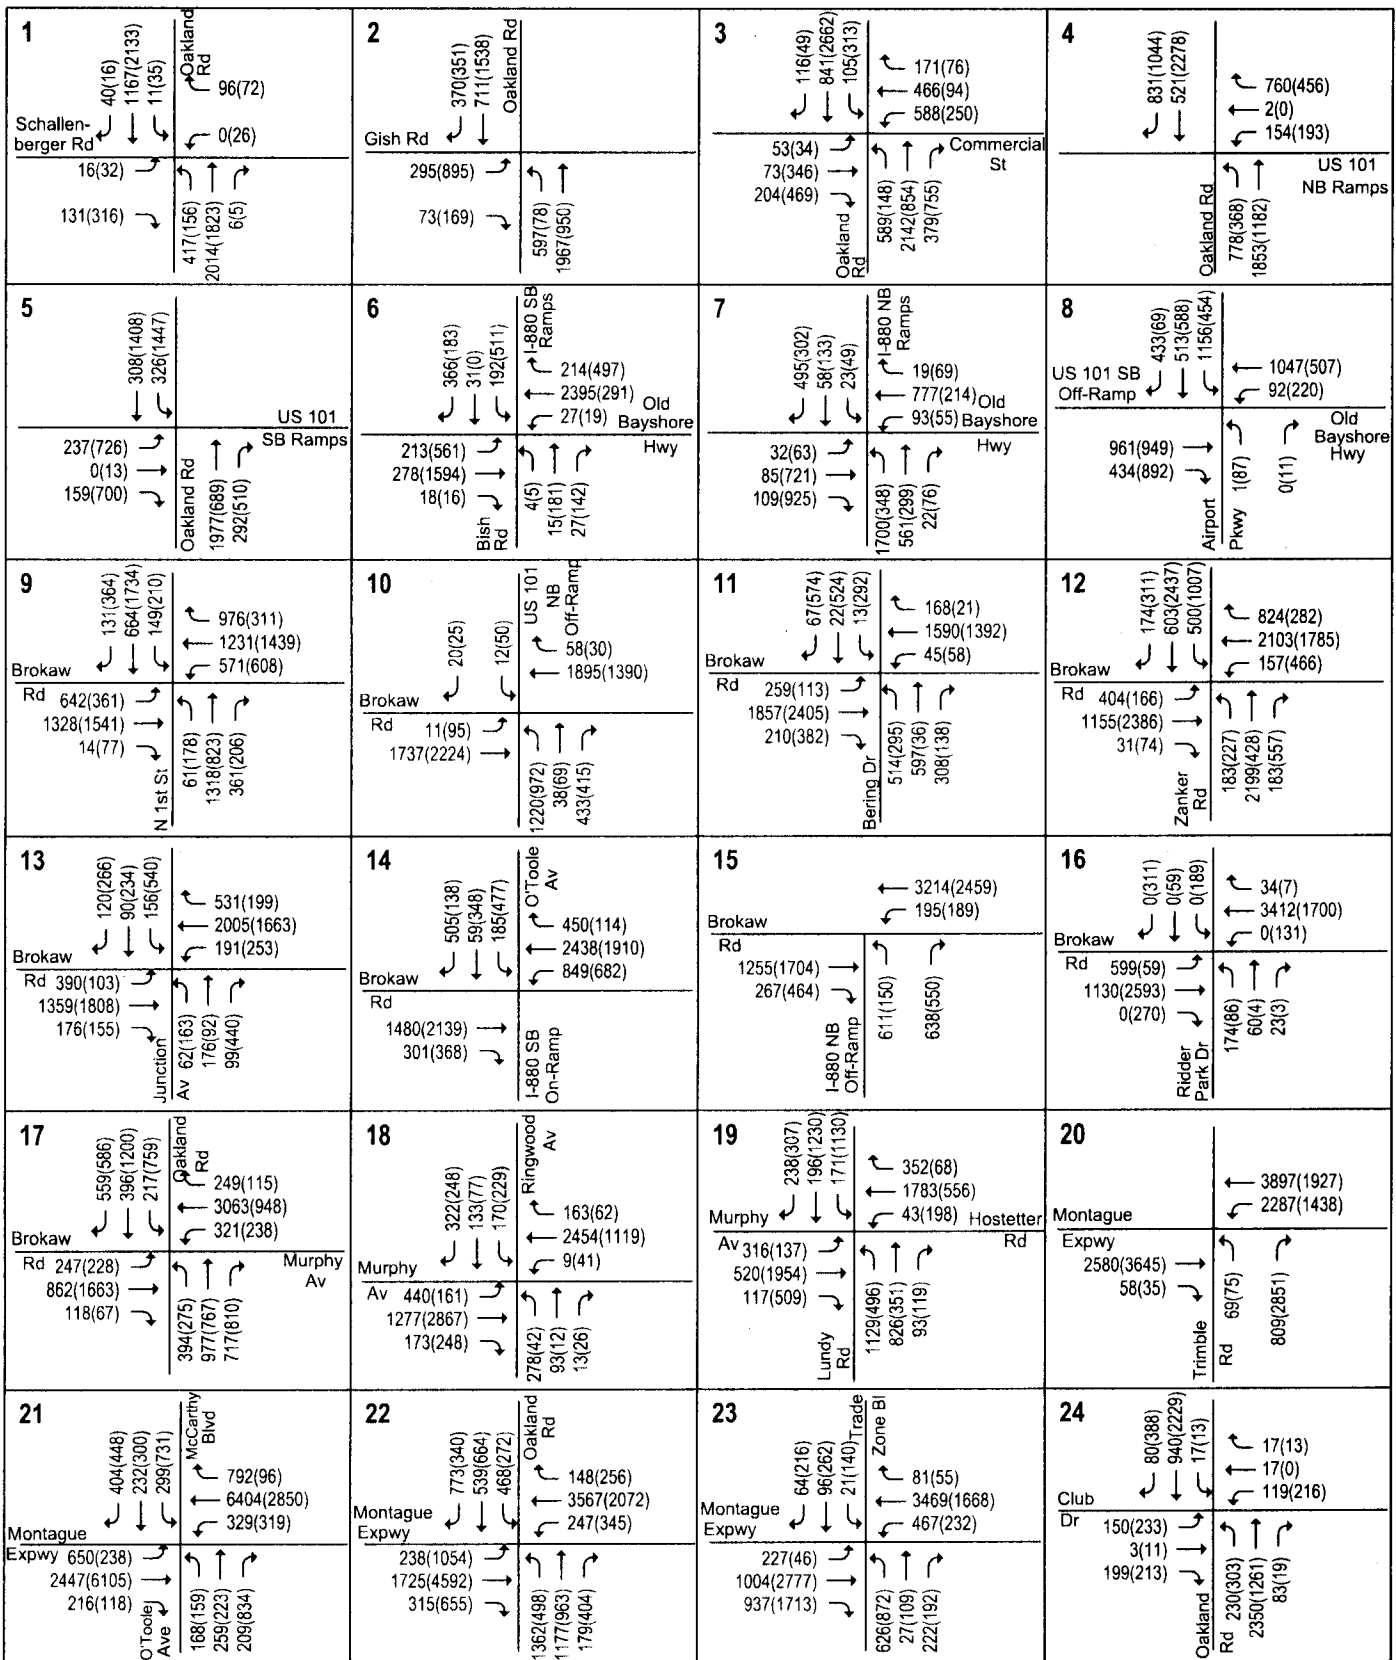 1
40(16)
1167(2133)
11(35)
Oakland
Rd
96(72)
0(26)
Schallen-
berger Rd
16(32)
131(316)
417(156)
2014(1823)
6(5)
2
370(351)
711(1538)
Oakland Rd
Gish Rd
295(895)
73(169)
597(78)
1967(950)
3
116(49)
841(2662)
105(313)
171(76)
466(94)
588(250)
53(34)
73(346)
204(469)
Commercial
St
Oakland
Rd
589(148)
2142(854)
379(755)
4
831(1044)
521(2278)
760(456)
2(0)
154(193)
US 101
NB Ramps
Oakland Rd
778(368)
1853(1182)
5
308(1408)
326(1447)
US 101
SB Ramps
237(726)
0(13)
159(700)
Oakland Rd
1977(689)
292(510)
6
366(183)
31(0)
192(511)
I-880 SB
Ramps
214(497)
2395(291)
27(19)
Old
Bayshore
Hwy
213(561)
278(1594)
18(16)
Bish
Rd
4(5)
15(181)
27(142)
7
495(302)
58(133)
23(49)
I-880 NB
Ramps
19(69)
777(214)
93(55)
Old
Bayshore
Hwy
32(63)
85(721)
109(925)
1700(348)
561(299)
22(76)
8
433(69)
513(588)
1156(454)
US 101 SB
Off-Ramp
1047(507)
92(220)
Old
Bayshore
Hwy
961(949)
434(892)
Airport
Pkwy
1(87)
0(11)
9
131(364)
664(1734)
149(210)
976(311)
1231(1439)
571(608)
Brokaw
Rd
642(361)
1328(1541)
14(77)
N 1st St
61(178)
1318(823)
361(206)
10
20(25)
12(50)
US 101
NB
Off-Ramp
58(30)
1895(1390)
Brokaw
Rd
11(95)
1737(2224)
1220(972)
38(69)
433(415)
11
67(574)
22(524)
13(292)
168(21)
1590(1392)
45(58)
Brokaw
Rd
259(113)
1857(2405)
210(382)
Bering Dr
514(295)
597(36)
308(138)
12
174(311)
603(2437)
500(1007)
824(282)
2103(1785)
157(466)
Brokaw
Rd
404(166)
1155(2386)
31(74)
Zanker
Rd
183(227)
2199(428)
183(557)
13
120(266)
90(234)
156(540)
531(199)
2005(1663)
191(253)
Brokaw
Rd
390(103)
1359(1808)
176(155)
Junction
Av
62(163)
176(92)
99(440)
14
505(138)
59(348)
185(477)
O'Toole
Av
450(114)
2438(1910)
849(682)
Brokaw
Rd
1480(2139)
301(368)
I-880 SB
On-Ramp
15
3214(2459)
195(189)
Brokaw
Rd
1255(1704)
267(464)
I-880 NB
Off-Ramp
611(150)
638(550)
16
0(311)
0(59)
0(189)
34(7)
3412(1700)
0(131)
Brokaw
Rd
599(59)
1130(2593)
0(270)
Ridder
Park Dr
174(86)
60(4)
23(3)
17
559(586)
396(1200)
217(759)
Oakland
Rd
249(115)
3063(948)
321(238)
Brokaw
Rd
247(228)
862(1663)
118(67)
Murphy
Av
394(275)
977(767)
717(810)
18
322(248)
133(77)
170(229)
Ringwood
Av
163(62)
2454(1119)
9(41)
Murphy
Av
440(161)
1277(2867)
173(248)
278(42)
93(12)
13(26)
19
238(307)
196(1230)
171(1130)
352(68)
1783(556)
43(198)
Hostetter
Rd
Murphy
Av
316(137)
520(1954)
117(509)
Lundy
Rd
1129(496)
826(351)
93(119)
20
3897(1927)
2287(1438)
Montague
Expwy
2580(3645)
58(35)
Trimble
Rd
69(75)
809(2851)
21
404(448)
232(300)
299(731)
McCarthy
Blvd
792(96)
6404(2850)
329(319)
Montague
Expwy
650(238)
2447(6105)
216(118)
O'Toole
Ave
168(159)
259(223)
209(834)
22
773(340)
539(664)
468(272)
Oakland
Rd
148(256)
3567(2072)
247(345)
Montague
Expwy
238(1054)
1725(4592)
315(655)
1362(498)
1177(963)
179(404)
23
64(216)
96(262)
21(140)
Trade
Zone Bl
81(55)
3469(1668)
467(232)
Montague
Expwy
227(46)
1004(2777)
937(1713)
626(872)
27(109)
222(192)
24
80(388)
940(2229)
17(13)
17(13)
17(0)
119(216)
Club
Dr
150(233)
3(11)
199(213)
Oakland
Rd
230(303)
2350(1261)
83(19)